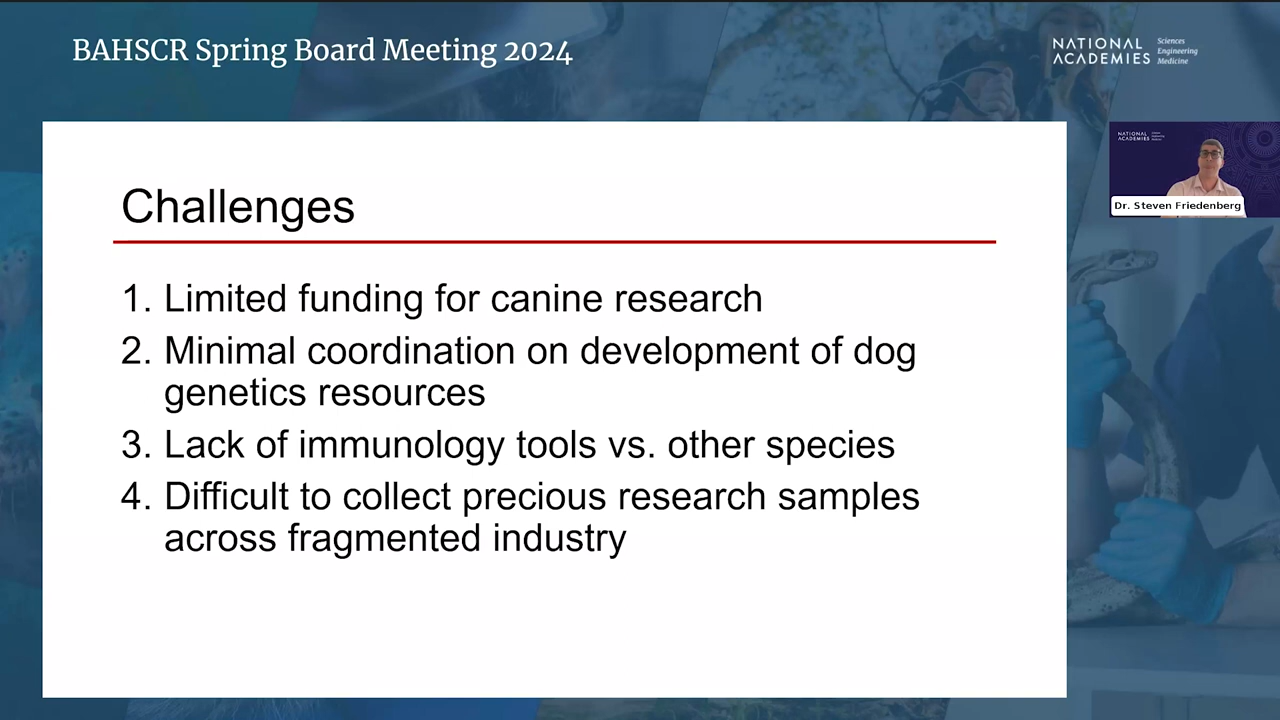 BAHSCR Spring Board Meeting 2024
NATIONAL
ACADEMIES
Sciences
Engineering
Medicine
NATIONAL
ACADEMIES
Dr. Steven Friedenberg
Challenges
1. Limited funding for canine research
2. Minimal coordination on development of dog
genetics resources
3. Lack of immunology tools vs. other species
4. Difficult to collect precious research samples
across fragmented industry